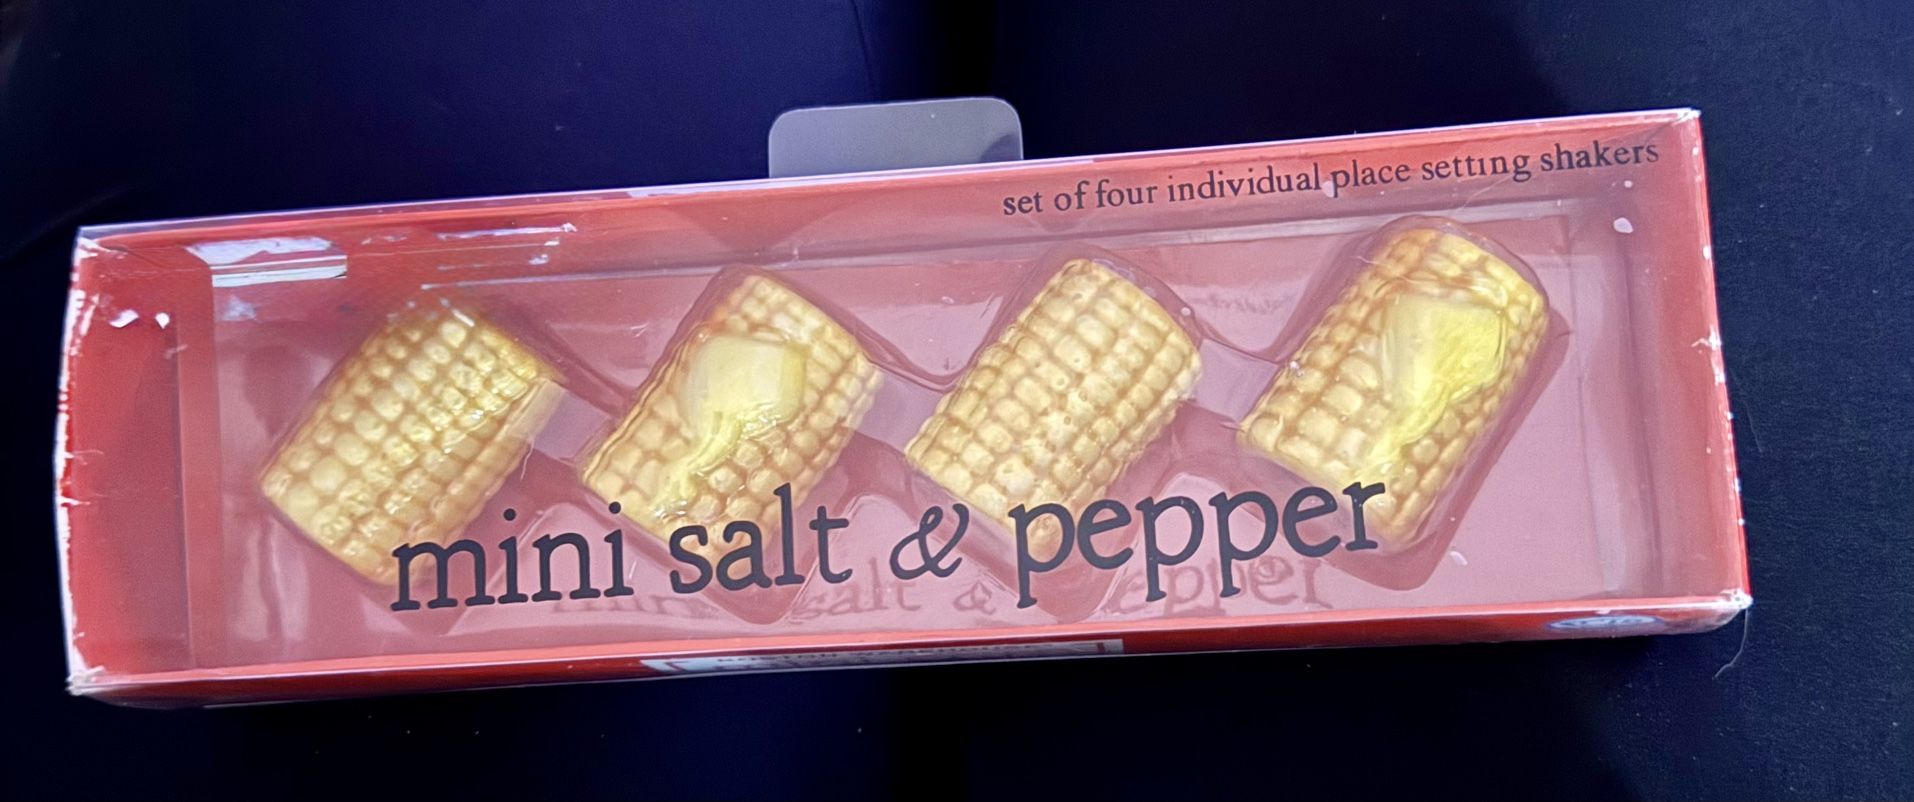 set of four individual place setting shakers
mini salt & pepper